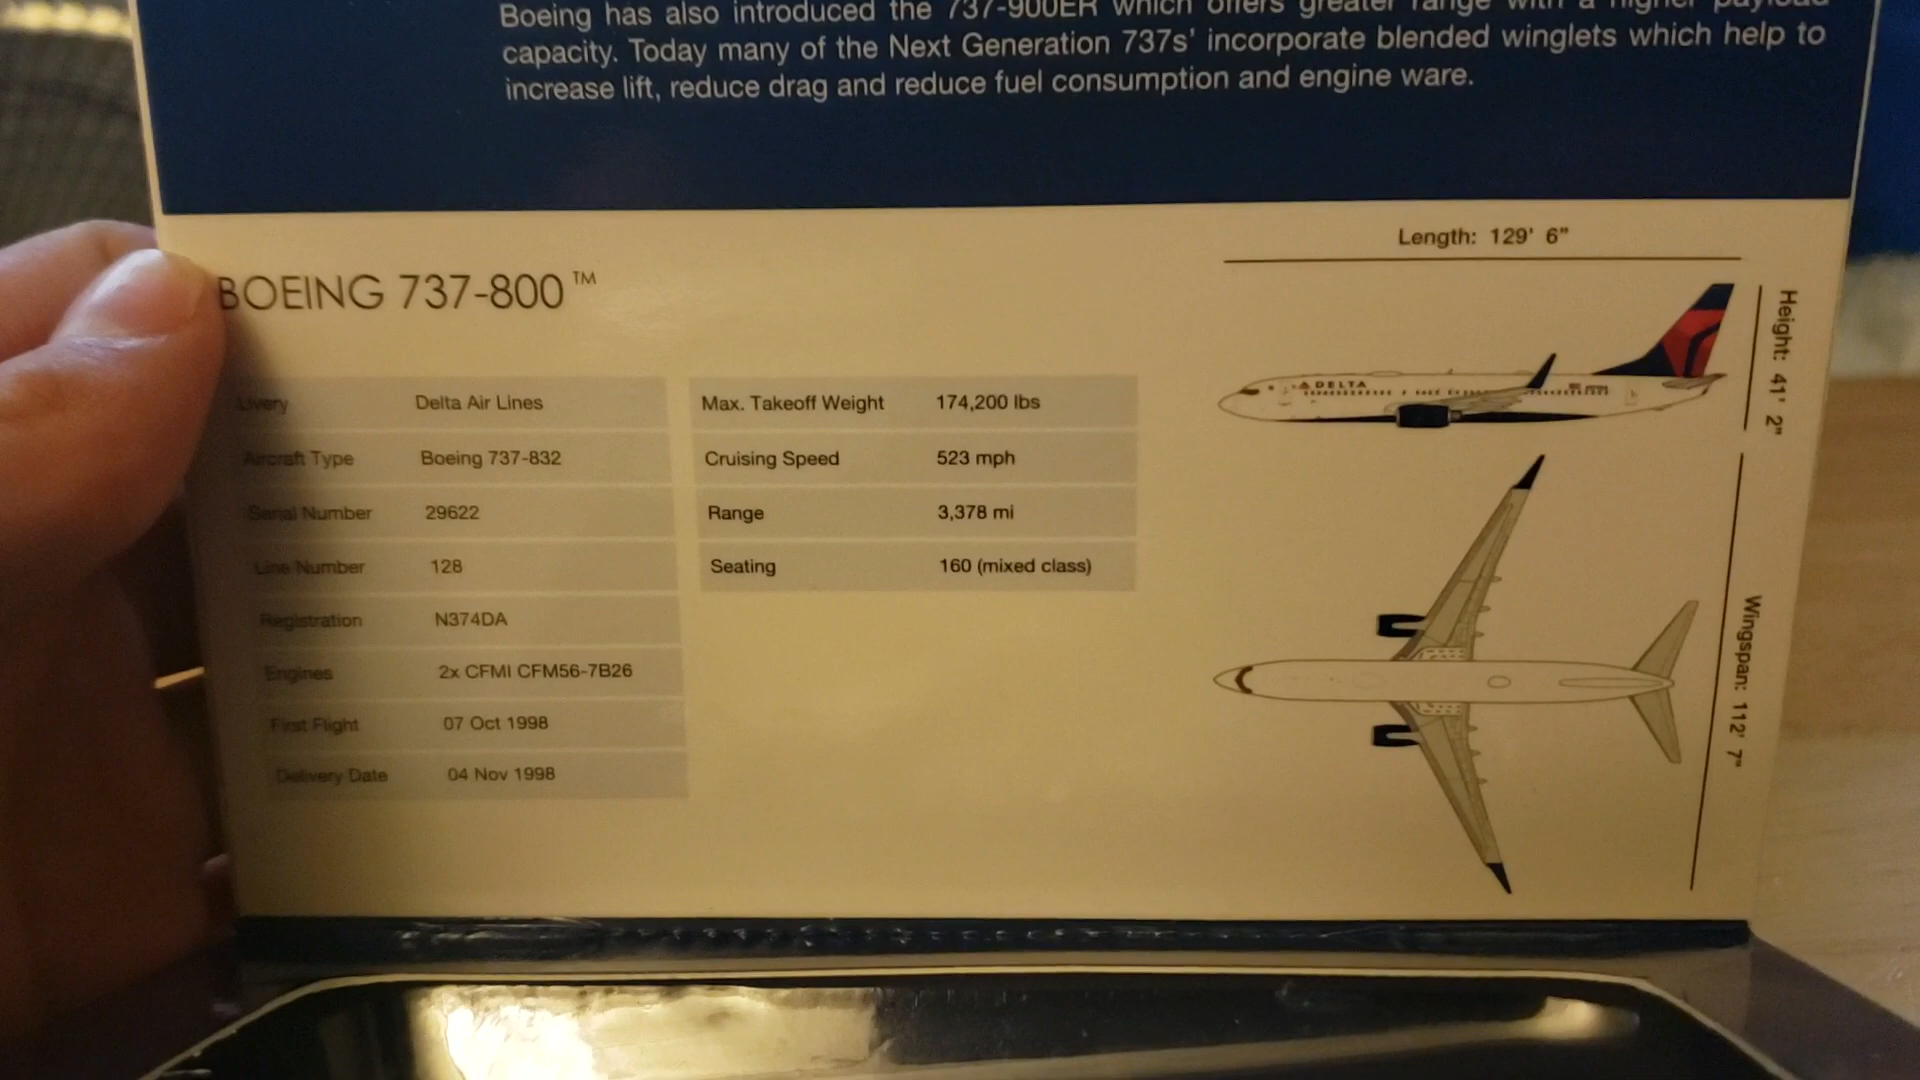 Boeing has also introduced the 737-900ER which offers greater range with a higher payload
capacity. Today many of the Next Generation 737s' incorporate blended winglets which help to
increase lift, reduce drag and reduce fuel consumption and engine ware.
Length: 129' 6"
BOEING 737-800™
Height: 41' 2"
DELTA
Livery Delta Air Lines
Aircraft Type Boeing 737-832
Serial Number 29622
Line Number 128
Registration N374DA
Engines 2x CFMI CFM56-7B26
First Flight 07 Oct 1998
Delivery Date 04 Nov 1998
Max. Takeoff Weight 174,200 lbs
Cruising Speed 523 mph
Range 3,378 mi
Seating 160 (mixed class)
Wingspan: 112' 7"